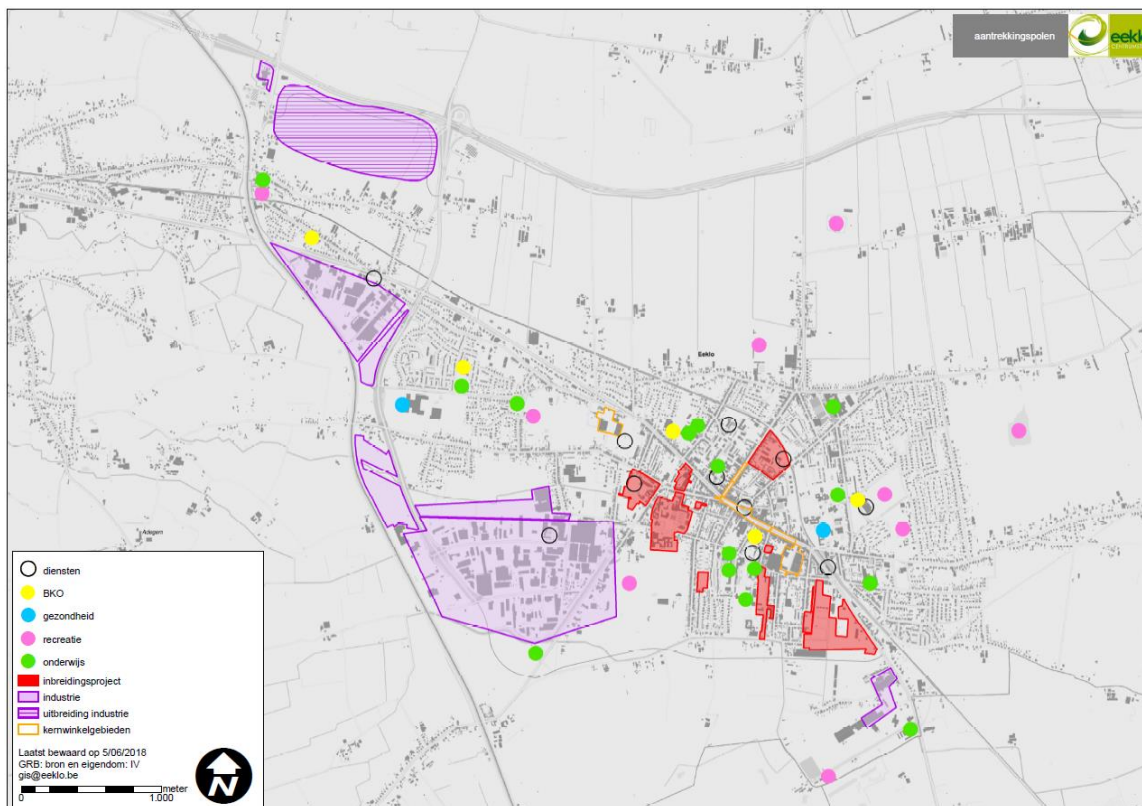 aantrekkingspolen
eekl
Eeklo
Adegem
diensten
BKO
gezondheid
recreatie
onderwijs
inbreidingsproject
industrie
uitbreiding industrie
kernwinkelgebieden
Laatst bewaard op 5/06/2018
GRB: bron en eigendom: IV
gis@eeklo.be
meter
0 1.000
N